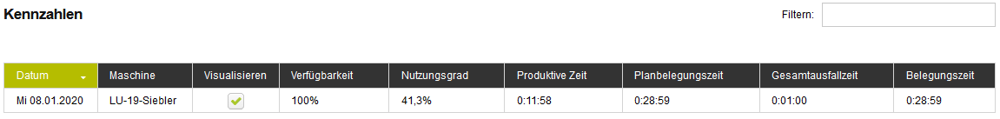 Kennzahlen
Filtern:
Datum Maschine Visualisieren Verfügbarkeit Nutzungsgrad Produktive Zeit Planbelegungszeit Gesamtausfallzeit Belegungszeit
Mi 08.01.2020 LU-19-Siebler 100% 41,3% 0:11:58 0:28:59 0:01:00 0:28:59